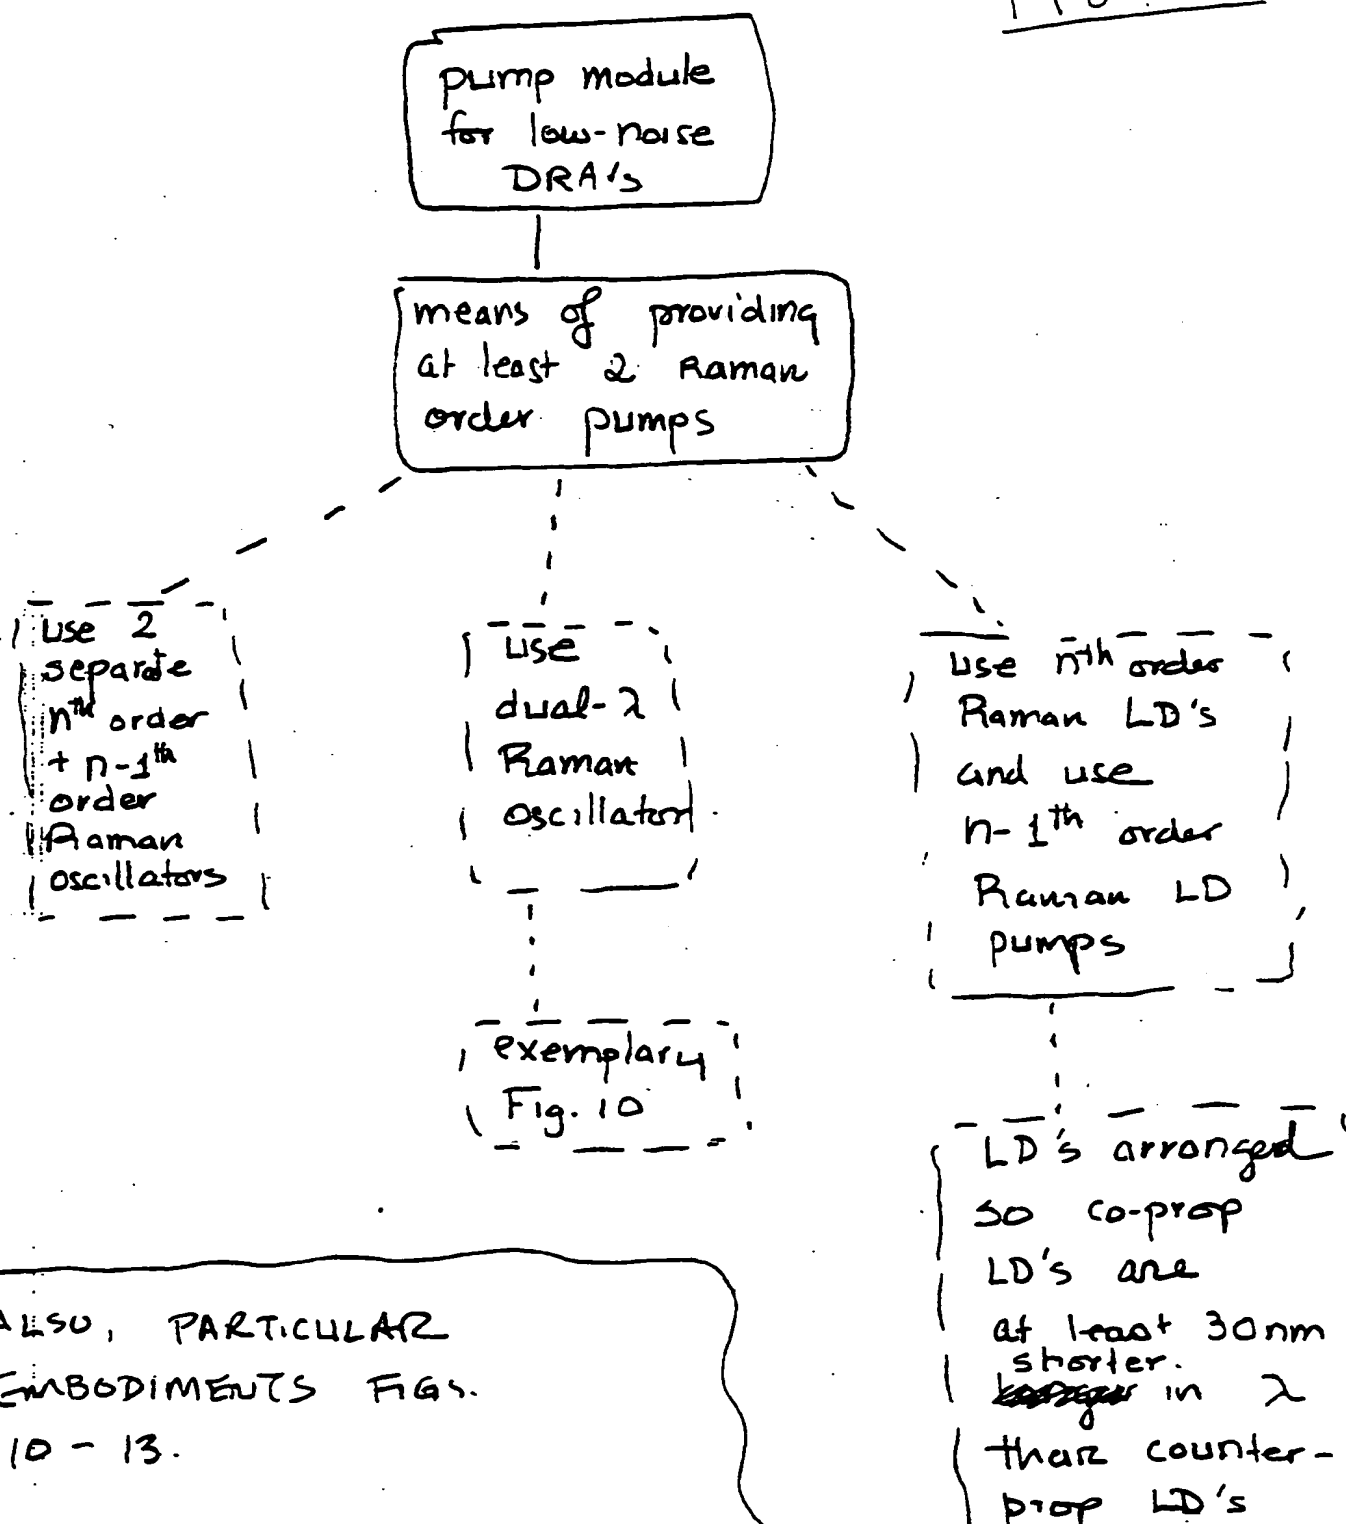 pump module
for low-noise
DRA's
means of providing
at least 2 Raman
order pumps
use 2
separate
nth order
+ n-1th
order
Raman
oscillators
use
dual-λ
Raman
oscillator
use nth order
Raman LD's
and use
n-1th order
Raman LD
pumps
exemplary
Fig. 10
LD's arranged
so co-prop
LD's are
at least 30nm
shorter.
in λ
than counter-
prop LD's
ALSO, PARTICULAR
EMBODIMENTS FIGS.
10 - 13.